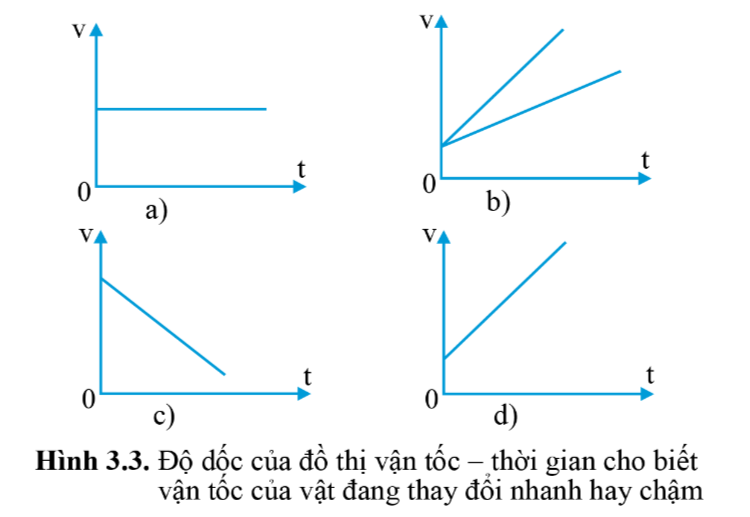 v
t
0
a)
v
t
0
b)
v
t
0
c)
v
t
0
d)
Hình 3.3. Độ dốc của đồ thị vận tốc – thời gian cho biết
vận tốc của vật đang thay đổi nhanh hay chậm